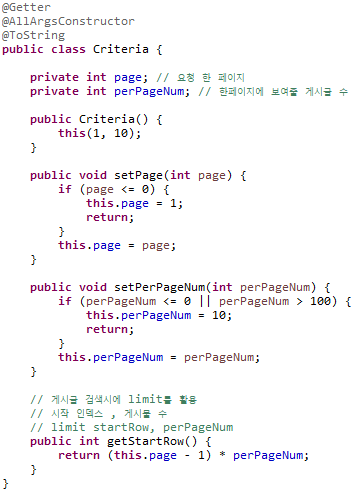 @Getter
@AllArgsConstructor
@ToString
public class Criteria {
private int page; // 요청 한 페이지
private int perPageNum; // 한페이지에 보여줄 게시글 수
public Criteria() {
this(1, 10);
}
public void setPage(int page) {
if (page <= 0) {
this.page = 1;
return;
}
this.page = page;
}
public void setPerPageNum(int perPageNum) {
if (perPageNum <= 0 || perPageNum > 100) {
this.perPageNum = 10;
return;
}
this.perPageNum = perPageNum;
}
// 게시글 검색시에 limit를 활용
// 시작 인덱스 , 게시물 수
// limit startRow, perPageNum
public int getStartRow() {
return (this.page - 1) * perPageNum;
}
}